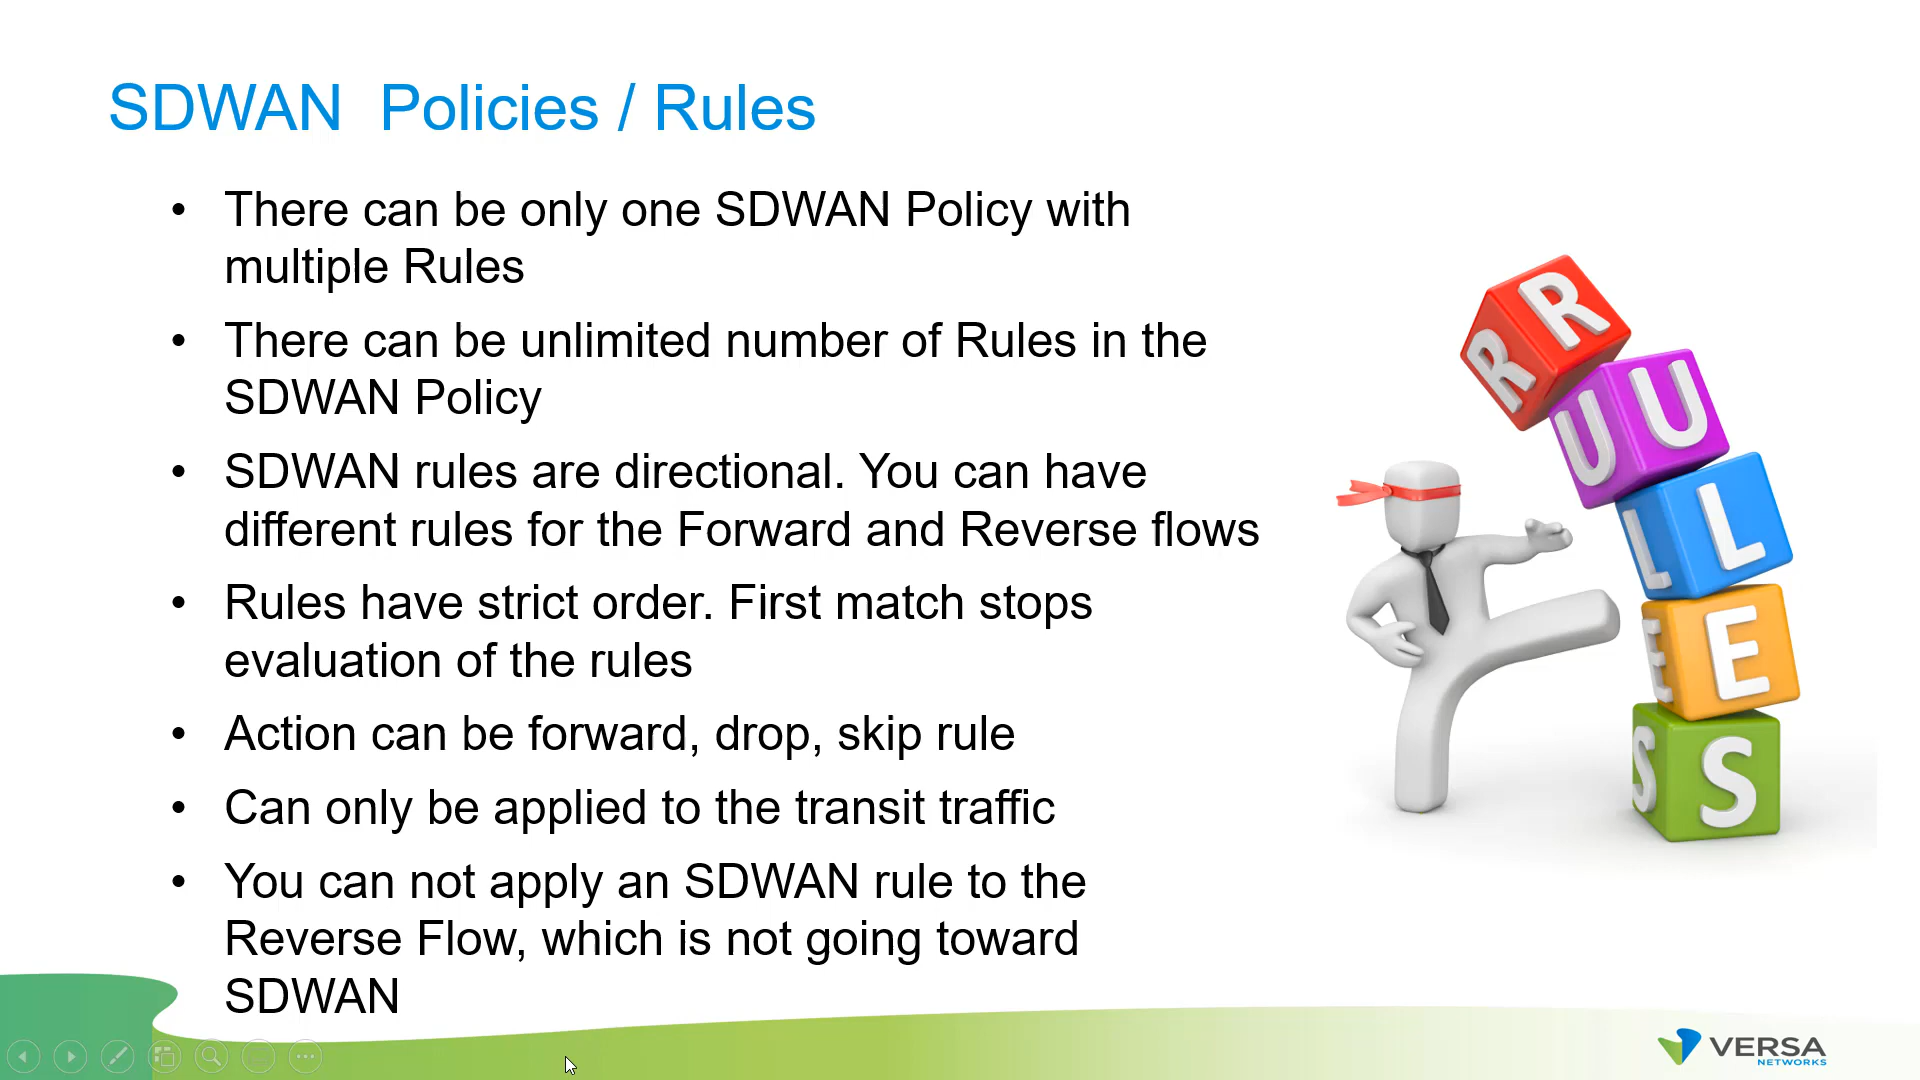 SDWAN Policies / Rules
• There can be only one SDWAN Policy with
multiple Rules
• There can be unlimited number of Rules in the
SDWAN Policy
• SDWAN rules are directional. You can have
different rules for the Forward and Reverse flows
• Rules have strict order. First match stops
evaluation of the rules
• Action can be forward, drop, skip rule
• Can only be applied to the transit traffic
• You can not apply an SDWAN rule to the
Reverse Flow, which is not going toward
SDWAN
R R
U U
L L
E E
S S
VERSA
NETWORKS